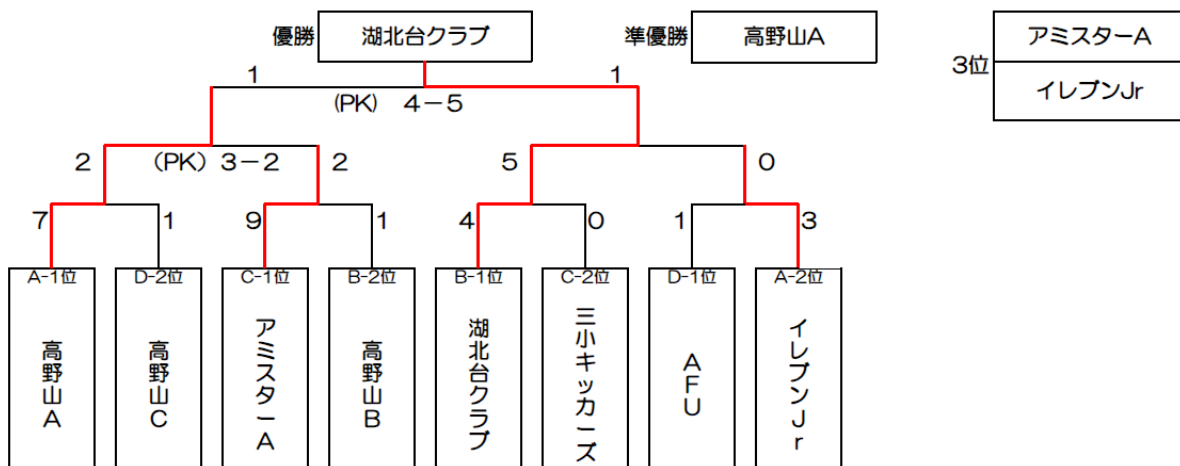 優勝 湖北台クラブ 準優勝 高野山A アミスターA
3位
イレブンJr
1 1
(PK) 4-5
2 (PK) 3-2 2 5 0
7 1 9 1 4 0 1 3
A-1位 D-2位 C-1位 B-2位 B-1位 C-2位 D-1位 A-2位
高野山A
高野山C
アミスターA
高野山B
湖北台クラブ
三小キッカーズ
AFU
イレブンJr